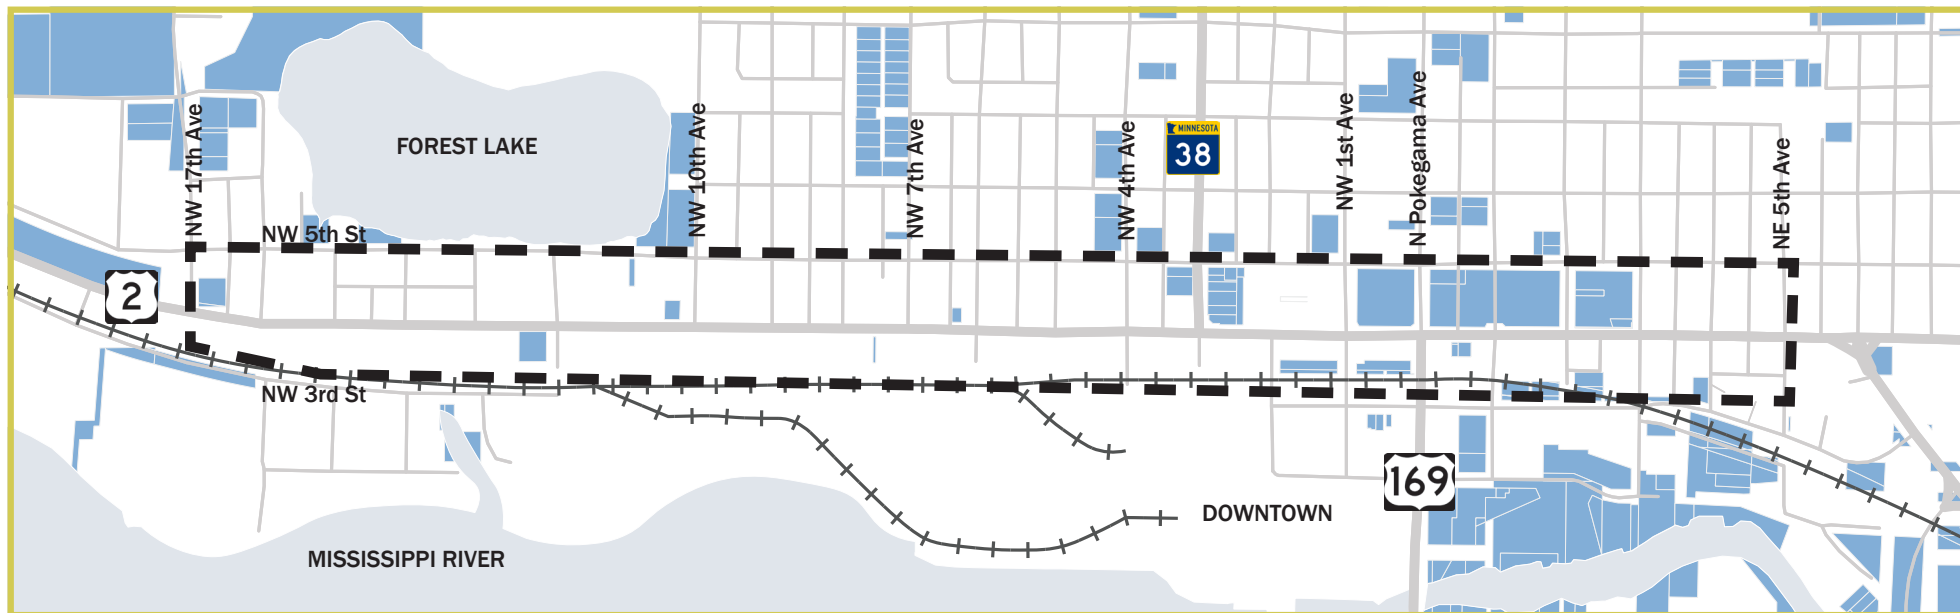 NW 17th Ave
FOREST LAKE
NW 10th Ave
NW 7th Ave
NW 4th Ave
MINNESOTA
38
NW 1st Ave
N Pokegama Ave
NE 5th Ave
NW 5th St
2
NW 3rd St
169
DOWNTOWN
MISSISSIPPI RIVER